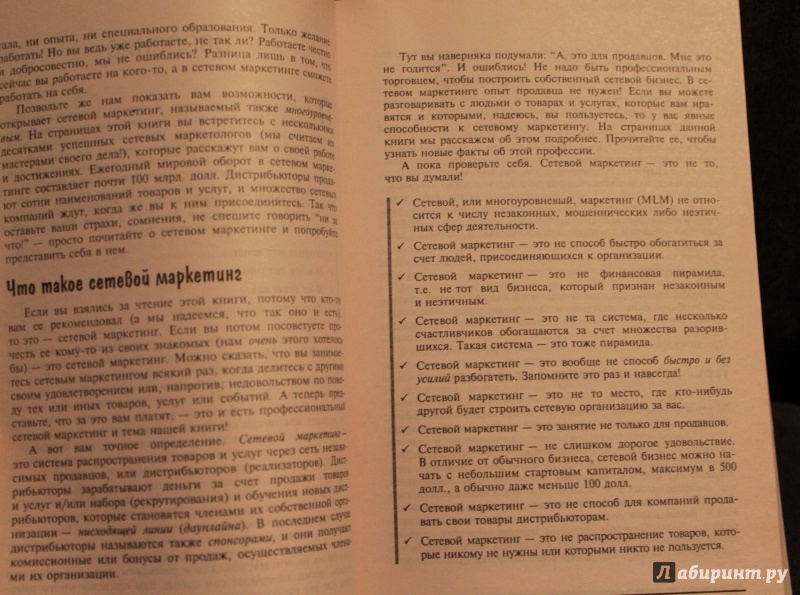 тала, ни опыта, ни специального образования. Только желание
работать! Но вы ведь уже работаете, не так ли? Работаете честно
и добросовестно, мы не ошиблись? Разница лишь в том, что
сейчас вы работаете на кого-то, а в сетевом маркетинге сможете
работать на себя.
Позвольте же нам показать вам возможности, которые
открывает сетевой маркетинг, называемый также многоуровне-
вым. На страницах этой книги вы встретитесь с несколькими
десятками успешных сетевых маркетологов (мы считаем их
мастерами своего дела!), которые расскажут вам о своей работе
и достижениях. Ежегодный мировой оборот в сетевом марке-
тинге составляет почти 100 млрд. долл. Дистрибьюторы прода-
ют сотни наименований товаров и услуг, и множество сетевых
компаний ждут, когда же вы к ним присоединитесь. Так что
оставьте ваши страхи, сомнения, не спешите говорить “ни за
что!” — просто почитайте о сетевом маркетинге и попробуйте
представить себя в нем.
Что такое сетевой маркетинг
Если вы взялись за чтение этой книги, потому что кто-то
вам ее рекомендовал (а мы надеемся, что так оно и есть),
то это — сетевой маркетинг. Если вы потом посоветуете про-
честь ее кому-то из своих знакомых (нам очень этого хотелось
бы) — это сетевой маркетинг. Можно сказать, что вы занимае-
тесь сетевым маркетингом всякий раз, когда делитесь с другими
своим удовлетворением или, напротив, недовольством по пово-
ду тех или иных товаров, услуг или событий. А теперь пред-
ставьте, что за это вам платят, — это и есть профессиональный
сетевой маркетинг и тема нашей книги!
А вот вам точное определение. Сетевой маркетинг —
это система распространения товаров и услуг через сеть незави-
симых продавцов, или дистрибьюторов (реализаторов). Дист-
рибьюторы зарабатывают деньги за счет продажи товаров
и услуг и/или набора (рекрутирования) и обучения новых дист-
рибьюторов, которые становятся членами их собственной орга-
низации — нисходящей линии (даунлайна). В последнем случае
дистрибьюторы называются также спонсорами, и они получают
комиссионные или бонусы от продаж, осуществляемых члена-
ми их организации.
Тут вы наверняка подумали: “А, это для продавцов. Мне это
не годится”. И ошиблись! Не надо быть профессиональным
торговцем, чтобы построить собственный сетевой бизнес. В се-
тевом маркетинге опыт продавца не нужен! Если вы можете
разговаривать с людьми о товарах и услугах, которые вам нра-
вятся и которыми, надеюсь, вы пользуетесь, то у вас явные
способности к сетевому маркетингу. На страницах данной
книги мы расскажем об этом подробнее. Прочитайте ее, чтобы
узнать новые факты об этой профессии.
А пока проверьте себя. Сетевой маркетинг — это не то,
что вы думали!
✓ Сетевой, или многоуровневый, маркетинг (MLM) не отно-
сится к числу незаконных, мошеннических либо неэтич-
ных сфер деятельности.
✓ Сетевой маркетинг — это не способ быстро обогатиться за
счет людей, присоединяющихся к организации.
✓ Сетевой маркетинг — это не финансовая пирамида,
т.е. не тот вид бизнеса, который признан незаконным
и неэтичным.
✓ Сетевой маркетинг — это не та система, где несколько
счастливчиков обогащаются за счет множества разорив-
шихся. Такая система — это тоже пирамида.
✓ Сетевой маркетинг — это вообще не способ быстро и без
усилий разбогатеть. Запомните это раз и навсегда!
✓ Сетевой маркетинг — это не то место, где кто-нибудь
другой будет строить сетевую организацию за вас.
✓ Сетевой маркетинг — это занятие не только для продавцов.
✓ Сетевой маркетинг — не слишком дорогое удовольствие.
В отличие от обычного бизнеса, сетевой бизнес можно на-
чать с небольшим стартовым капиталом, максимум в 500
долл., а обычно даже меньше 100 долл.
✓ Сетевой маркетинг — это не способ для компаний прода-
вать свои товары дистрибьюторам.
✓ Сетевой маркетинг — это не распространение товаров, кото-
рые никому не нужны или которыми никто не пользуется.
Лабиринт.ру